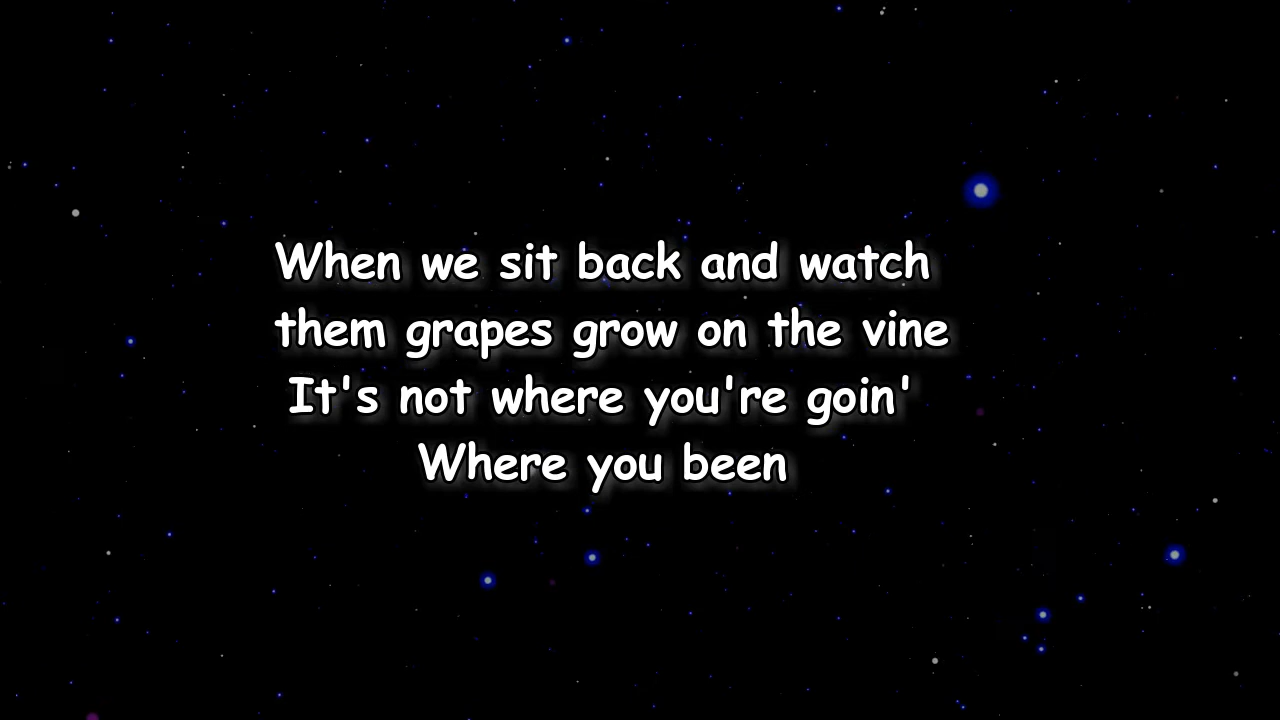 When we sit back and watch
them grapes grow on the vine
It's not where you're goin'
Where you been